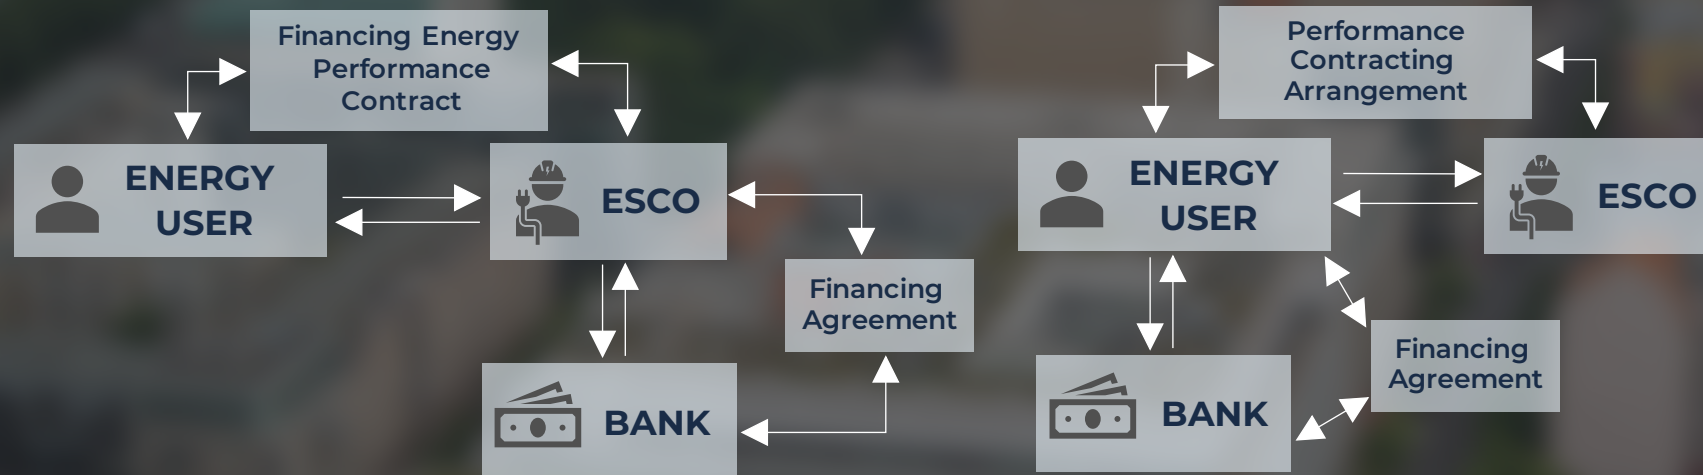 Financing Energy
Performance
Contract
ENERGY
USER
ESCO
Financing
Agreement
BANK
Performance
Contracting
Arrangement
ENERGY
USER
ESCO
Financing
Agreement
BANK